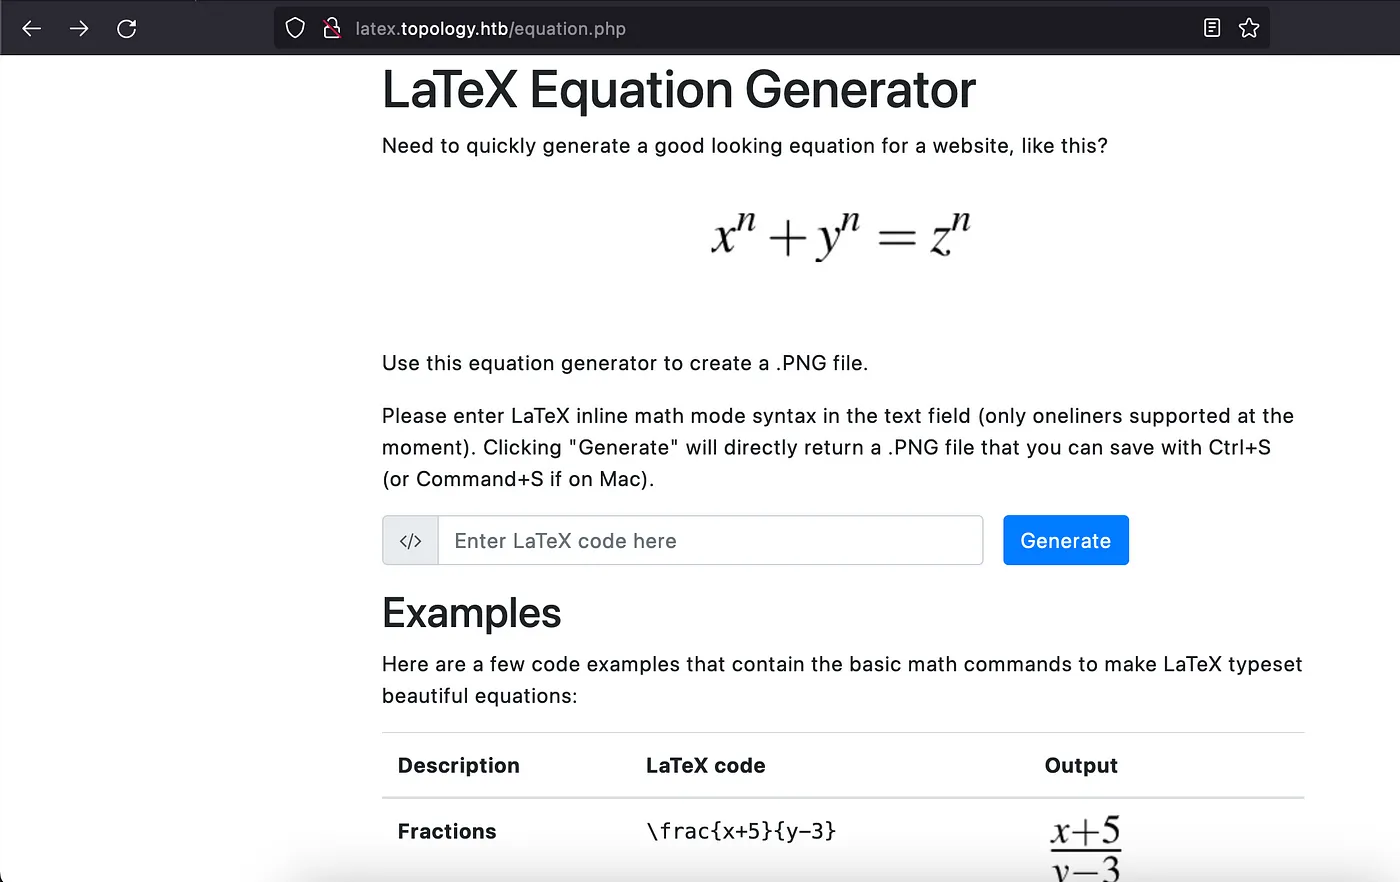 latex.topology.htb/equation.php
LaTeX Equation Generator
Need to quickly generate a good looking equation for a website, like this?
xⁿ + yⁿ = zⁿ
Use this equation generator to create a .PNG file.
Please enter LaTeX inline math mode syntax in the text field (only oneliners supported at the
moment). Clicking "Generate" will directly return a .PNG file that you can save with Ctrl+S
(or Command+S if on Mac).
</> Enter LaTeX code here Generate
Examples
Here are a few code examples that contain the basic math commands to make LaTeX typeset
beautiful equations:
Description LaTeX code Output
Fractions \frac{x+5}{y-3} x+5
y−3